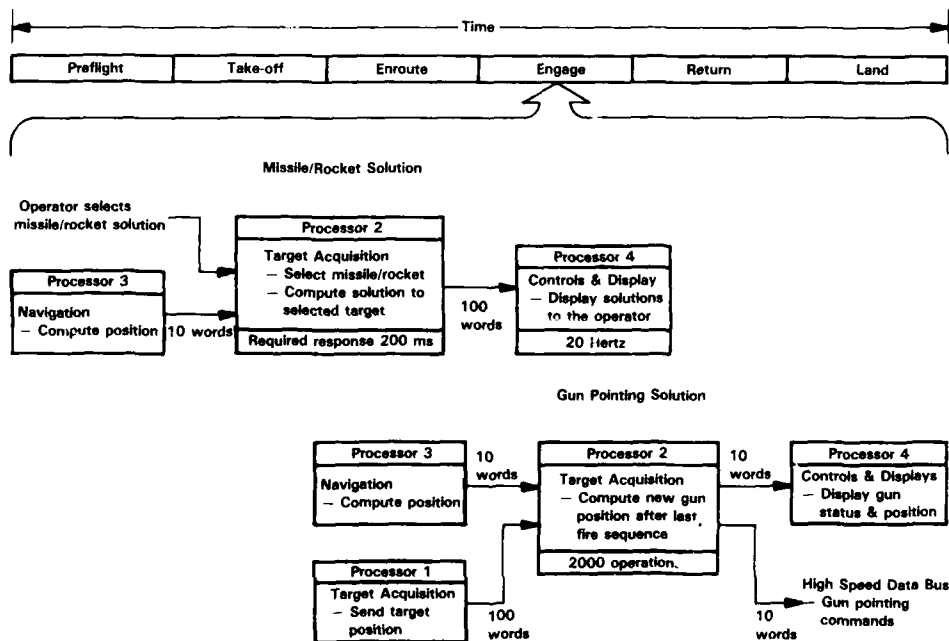 Time
Preflight
Take-off
Enroute
Engage
Return
Land
Missile/Rocket Solution
Operator selects
missile/rocket solution
Processor 3
Navigation
– Compute position
10 words
Processor 2
Target Acquisition
– Select missile/rocket
– Compute solution to
selected target
Required response 200 ms
100
words
Processor 4
Controls & Display
– Display solutions
to the operator
20 Hertz
Gun Pointing Solution
Processor 3
Navigation
– Compute position
10
words
Processor 1
Target Acquisition
– Send target
position
100
words
Processor 2
Target Acquisition
– Compute new gun
position after last
fire sequence
2000 operation.
10
words
Processor 4
Controls & Displays
– Display gun
status & position
10
words
High Speed Data Bus
– Gun pointing
commands